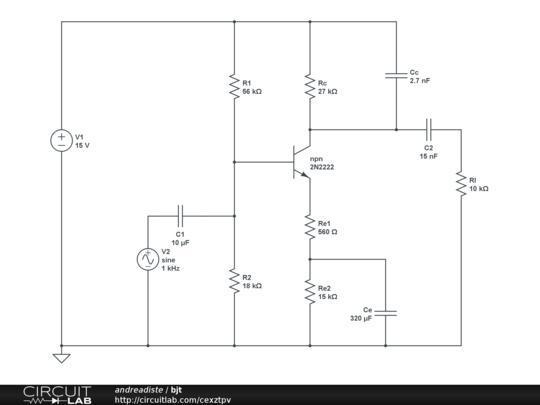 R1
56 kΩ
Rc
27 kΩ
Cc
2.7 nF
V1
15 V
C2
15 nF
npn
2N2222
Rl
10 kΩ
C1
10 µF
Re1
560 Ω
V2
sine
1 kHz
R2
18 kΩ
Re2
15 kΩ
Ce
320 µF
CIRCUIT
LAB
andreadiste / bjt
http://circuitlab.com/cexztpv